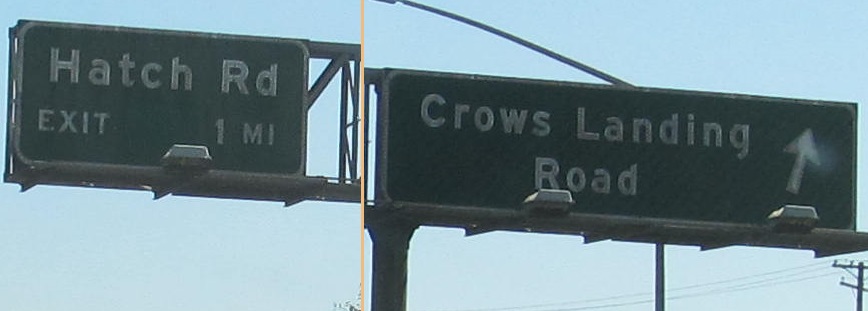 Hatch Rd
EXIT 1 MI
Crows Landing
Road